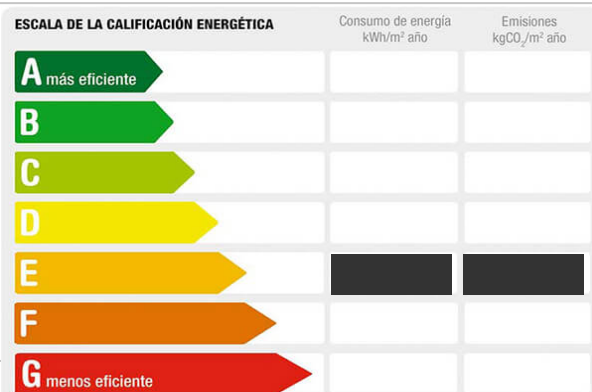 ESCALA DE LA CALIFICACIÓN ENERGÉTICA
Consumo de energía
kWh/m² año
Emisiones
kgCO₂/m² año
A más eficiente
B
C
D
E
F
G menos eficiente